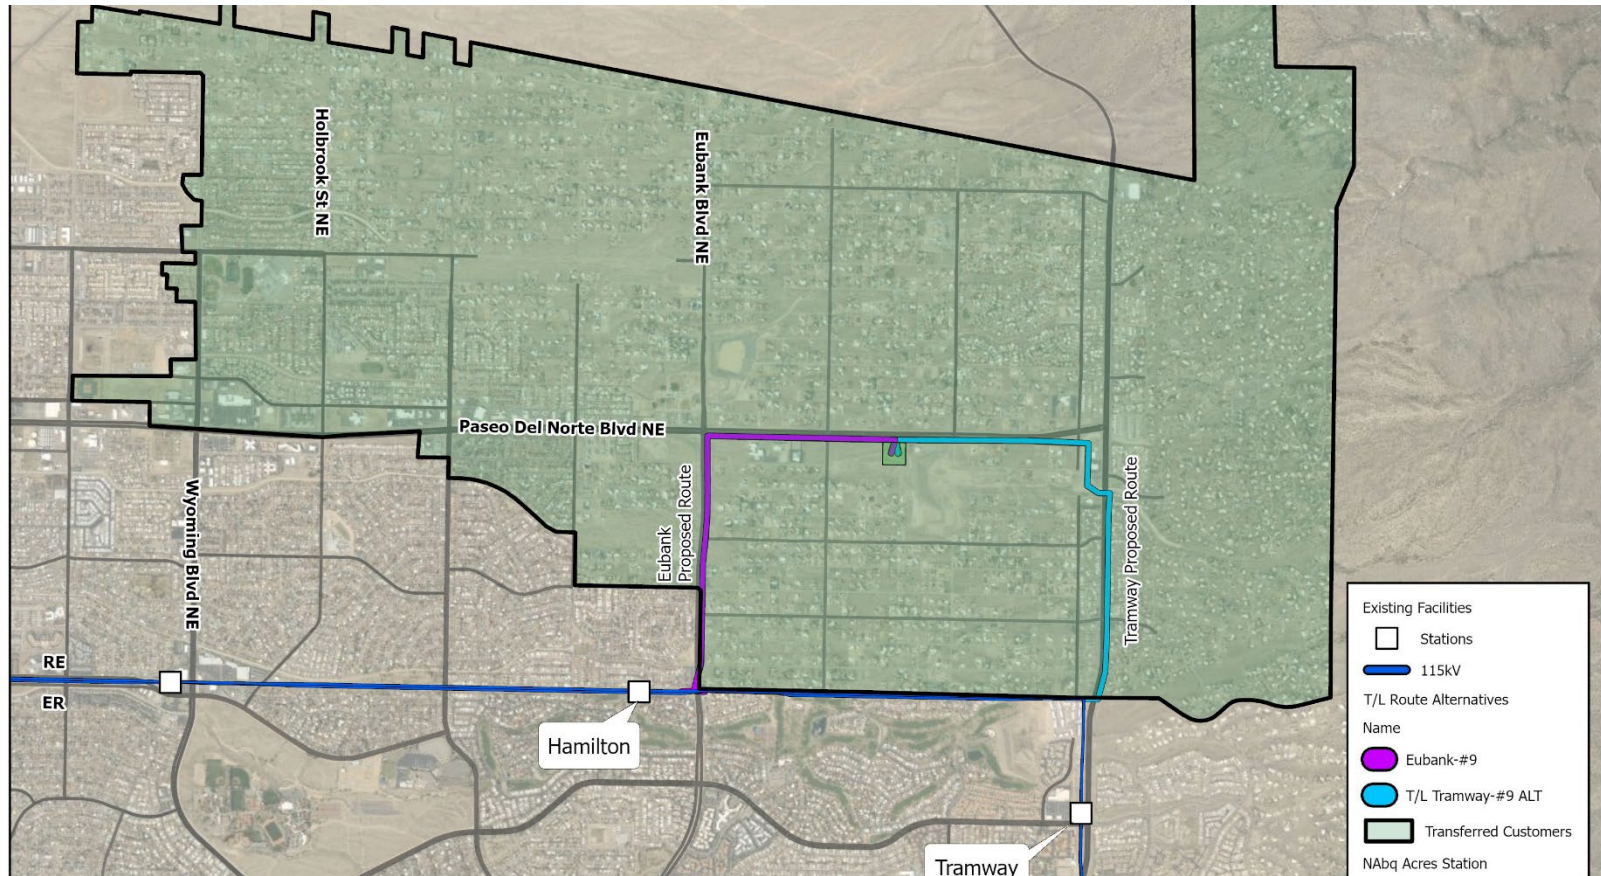 Holbrook St NE
Eubank Blvd NE
Paseo Del Norte Blvd NE
Wyoming Blvd NE
Eubank
Proposed Route
Tramway Proposed Route
RE
ER
Hamilton
Tramway
Existing Facilities
Stations
115kV
T/L Route Alternatives
Name
Eubank-#9
T/L Tramway-#9 ALT
Transferred Customers
NAbq Acres Station